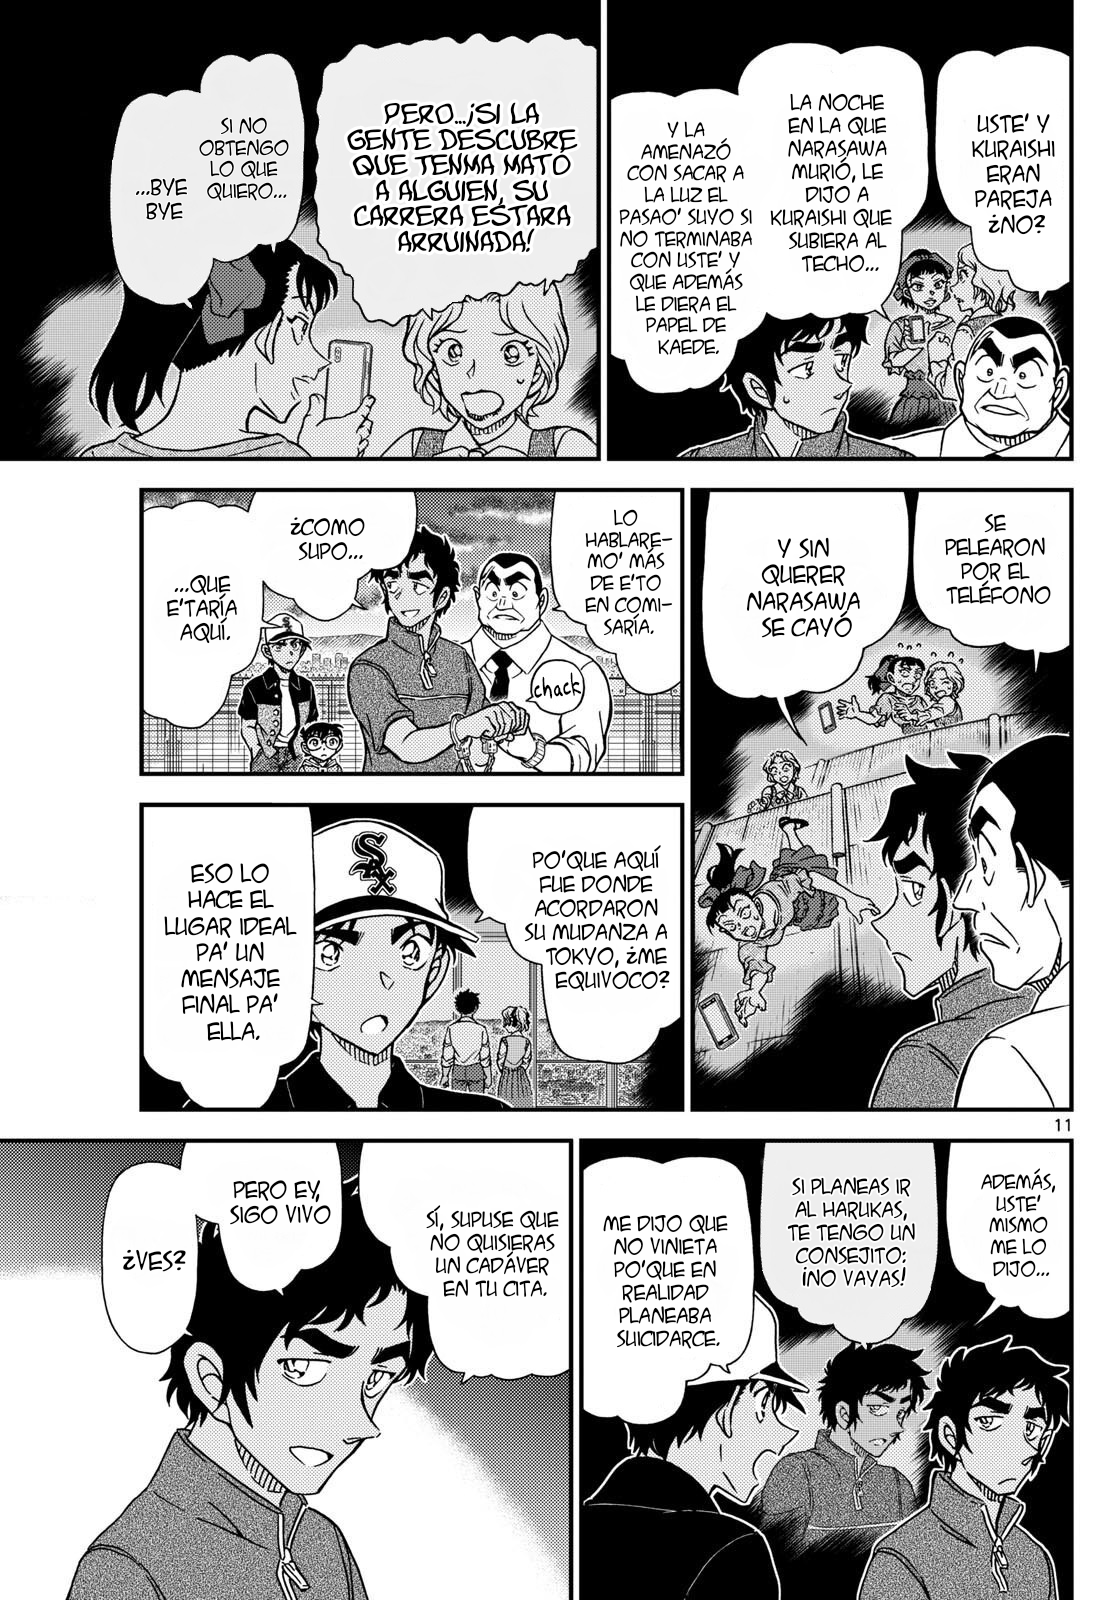 USTE' Y
KURAISHI
ERAN
PAREJA
¿NO?
LA NOCHE
EN LA QUE
NARASAWA
MURIÓ, LE
DIJO A
KURAISHI QUE
SUBIERA AL
TECHO...
Y LA
AMENAZÓ
CON SACAR A
LA LUZ EL
PASAO' SUYO SI
NO TERMINABA
CON USTE' Y
QUE ADEMÁS
LE DIERA EL
PAPEL DE
KAEDE.
PERO...¡SI LA
GENTE DESCUBRE
QUE TENMA MATO
A ALGUIEN, SU
CARRERA ESTARA
ARRUINADA!
SI NO
OBTENGO
LO QUE
QUIERO...
...BYE
BYE
SE
PELEARON
POR EL
TELÉFONO
Y SIN
QUERER
NARASAWA
SE CAYÓ
LO
HABLARE-
MO' MÁS
DE E'TO
EN COMI-
SARÍA.
chack
¿COMO
SUPO...
...QUE
E'TARÍA
AQUÍ.
PO'QUE AQUÍ
FUE DONDE
ACORDARON
SU MUDANZA A
TOKYO, ¿ME
EQUIVOCO?
SOX
ESO LO
HACE EL
LUGAR IDEAL
PA' UN
MENSAJE
FINAL PA'
ELLA.
11
ADEMÁS,
USTE'
MISMO
ME LO
DIJO...
SI PLANEAS IR
AL HARUKAS,
TE TENGO UN
CONSEJITO:
¡NO VAYAS!
ME DIJO QUE
NO VINIETA
PO'QUE EN
REALIDAD
PLANEABA
SUICIDARCE.
SÍ, SUPUSE QUE
NO QUISIERAS
UN CADÁVER
EN TU CITA.
PERO EY,
SIGO VIVO
¿VES?